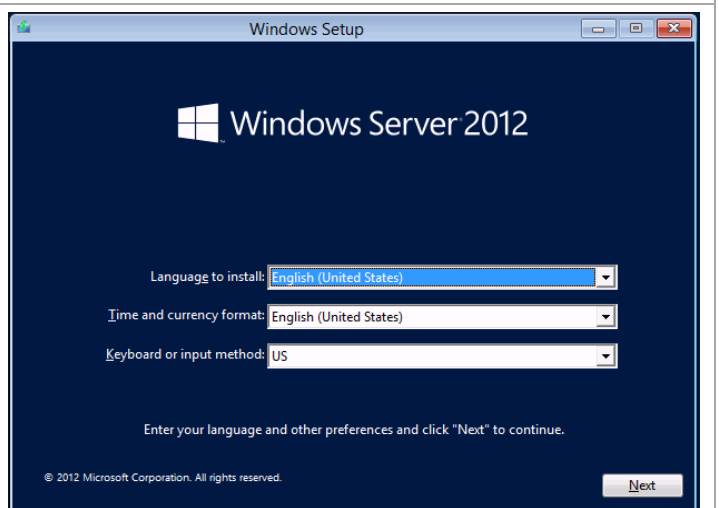 Windows Setup
Windows Server 2012
Language to install: English (United States)
Time and currency format: English (United States)
Keyboard or input method: US
Enter your language and other preferences and click "Next" to continue.
© 2012 Microsoft Corporation. All rights reserved.
Next